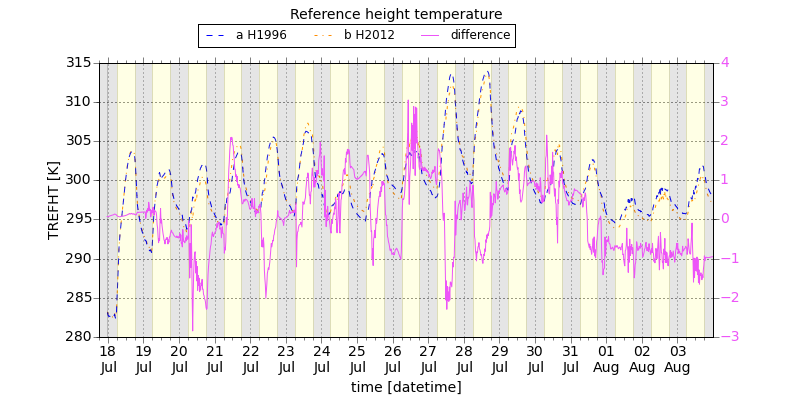 Reference height temperature
a H1996 b H2012 difference
315 4
310 3
305 2
300 1
295 0
290 −1
285 −2
280 −3
TREFHT [K]
18 19 20 21 22 23 24 25 26 27 28 29 30 31 01 02 03
Jul Jul Jul Jul Jul Jul Jul Jul Jul Jul Jul Jul Jul Jul Aug Aug Aug
time [datetime]